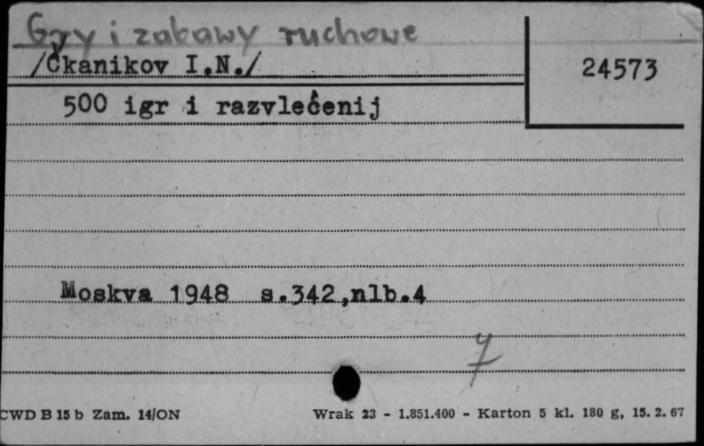 Gry i zabawy ruchowe
/Čkanikov I.N./
24573
500 igr i razvlečenij
Moskva 1948 s.342,nlb.4
7
CWD B 15 b Zam. 14/ON
Wrak 23 - 1.851.400 - Karton 5 kl. 180 g, 15. 2. 67